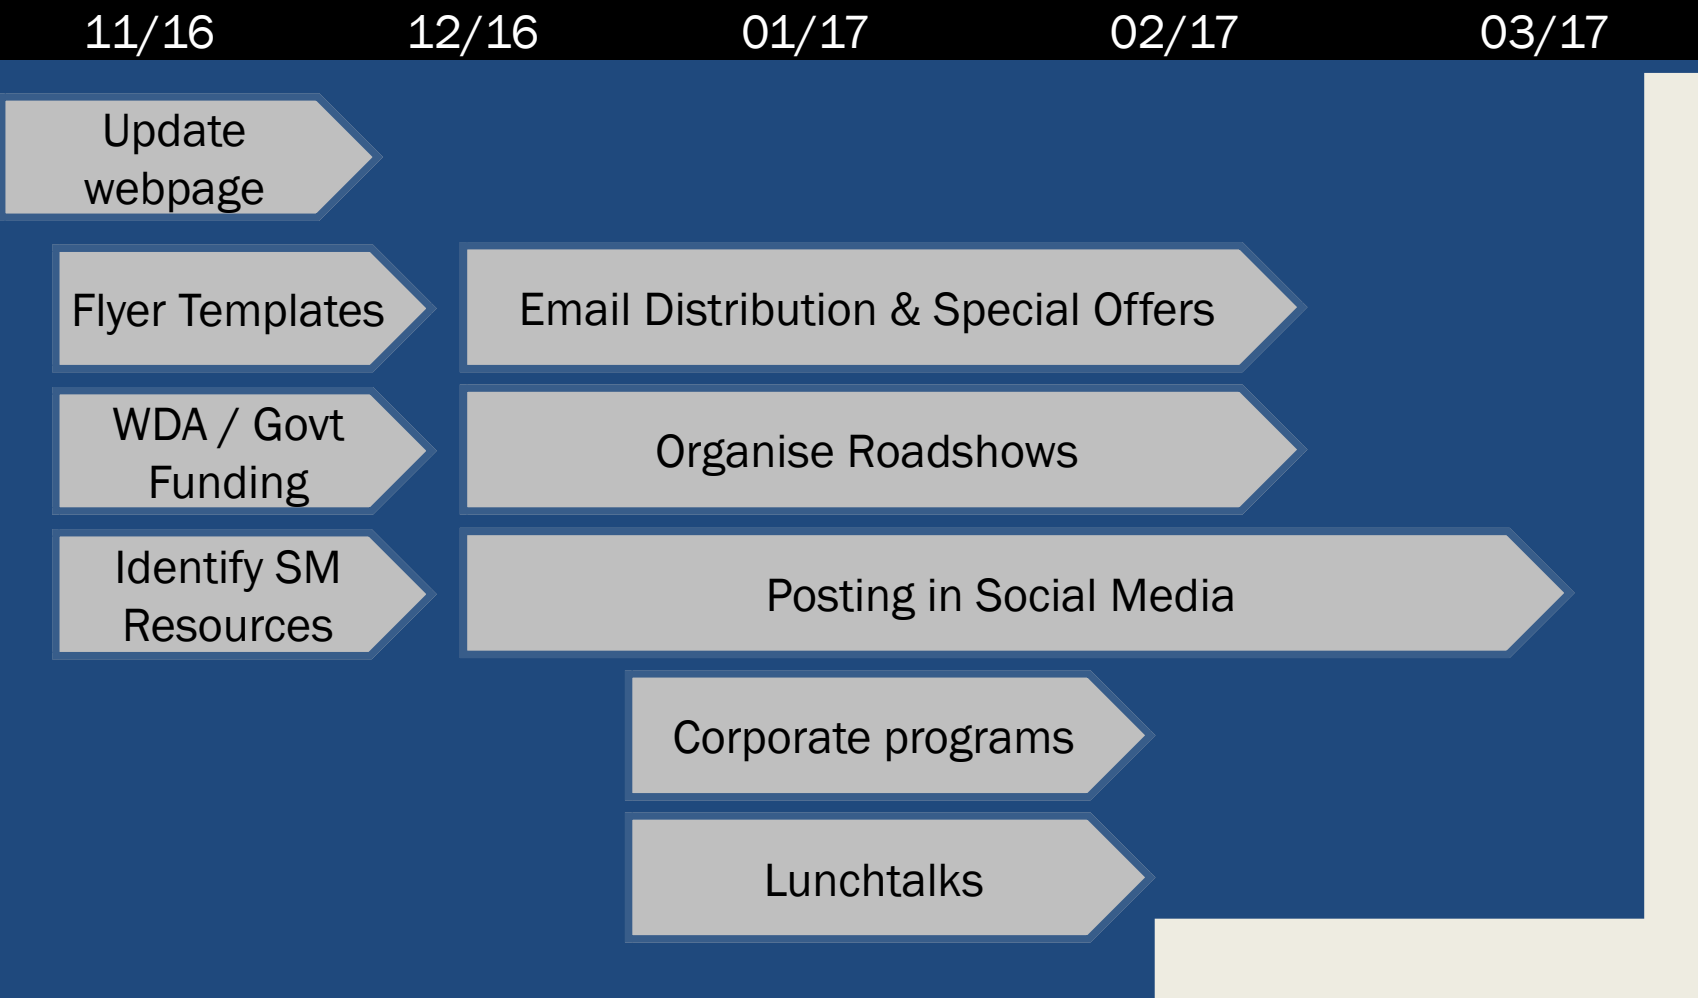 11/16 12/16 01/17 02/17 03/17
Update
webpage
Flyer Templates
Email Distribution & Special Offers
WDA / Govt
Funding
Organise Roadshows
Identify SM
Resources
Posting in Social Media
Corporate programs
Lunchtalks